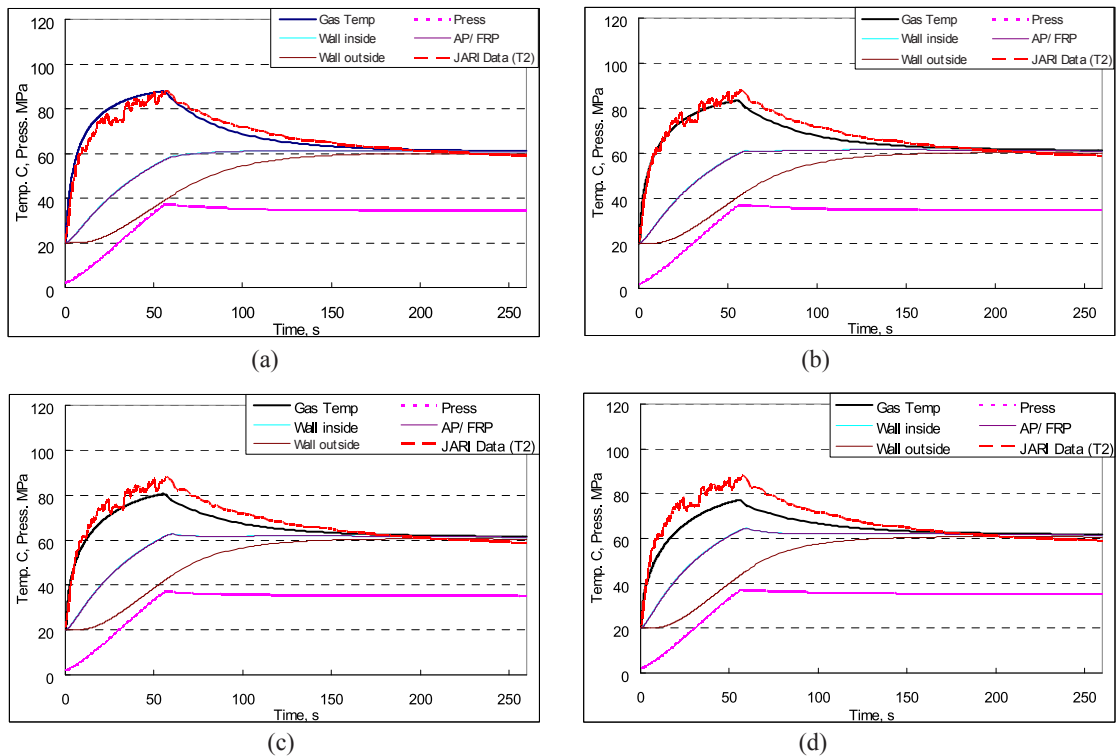 Gas Temp Press
Wall inside AP/ FRP
Wall outside JARI Data (T2)
Temp. C, Press. MPa
120
100
80
60
40
20
0
0 50 100 150 200 250
Time, s
(a)
Gas Temp Press
Wall inside AP/ FRP
Wall outside JARI Data (T2)
Temp. C, Press. MPa
120
100
80
60
40
20
0
0 50 100 150 200 250
Time, s
(b)
Gas Temp Press
Wall inside AP/ FRP
Wall outside JARI Data (T2)
Temp. C, Press. MPa
120
100
80
60
40
20
0
0 50 100 150 200 250
Time, s
(c)
Gas Temp Press
Wall inside AP/ FRP
Wall outside JARI Data (T2)
Temp. C, Press. MPa
120
100
80
60
40
20
0
0 50 100 150 200 250
Time, s
(d)